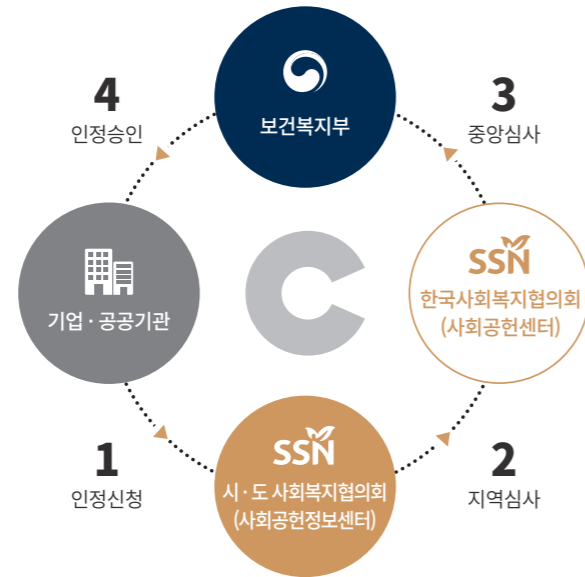 보건복지부
4
인정승인
3
중앙심사
기업 · 공공기관
SSN
한국사회복지협의회
(사회공헌센터)
1
인정신청
SSN
시 · 도 사회복지협의회
(사회공헌정보센터)
2
지역심사